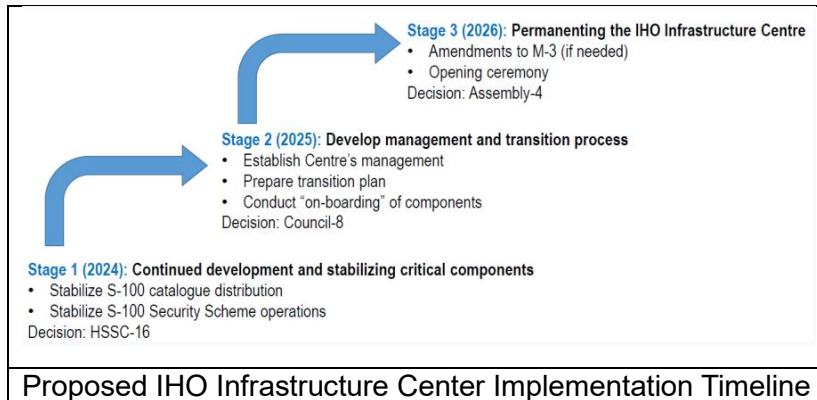 Stage 3 (2026): Permanenting the IHO Infrastructure Centre
• Amendments to M-3 (if needed)
• Opening ceremony
Decision: Assembly-4
Stage 2 (2025): Develop management and transition process
• Establish Centre's management
• Prepare transition plan
• Conduct “on-boarding” of components
Decision: Council-8
Stage 1 (2024): Continued development and stabilizing critical components
• Stabilize S-100 catalogue distribution
• Stabilize S-100 Security Scheme operations
Decision: HSSC-16
Proposed IHO Infrastructure Center Implementation Timeline